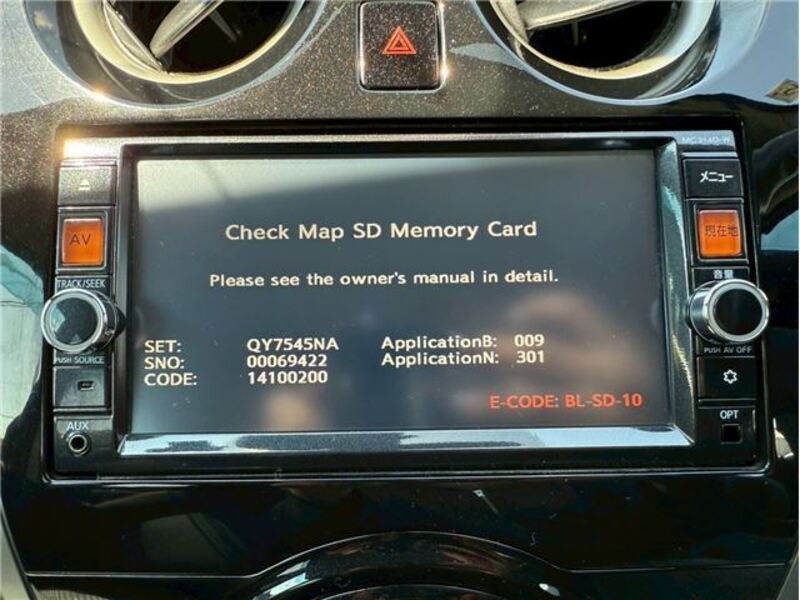 MC314D-W
メニュー
AV
現在地
TRACK/SEEK
音量
PUSH SOURCE
PUSH AV OFF
AUX
OPT
Check Map SD Memory Card
Please see the owner's manual in detail.
SET: QY7545NA ApplicationB: 009
SNO: 00069422 ApplicationN: 301
CODE: 14100200
E-CODE: BL-SD-10